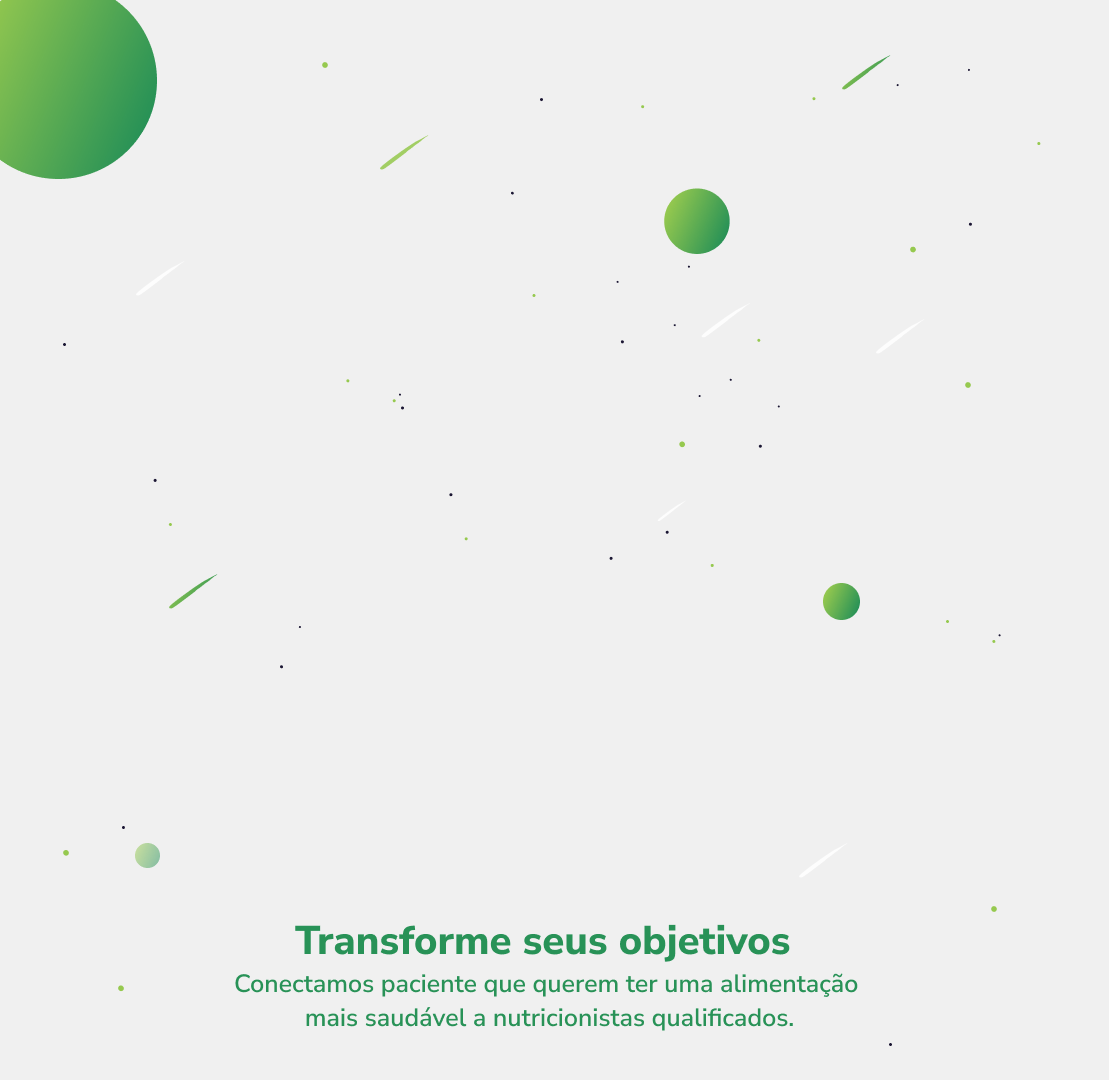 Transforme seus objetivos
Conectamos paciente que querem ter uma alimentação
mais saudável a nutricionistas qualificados.